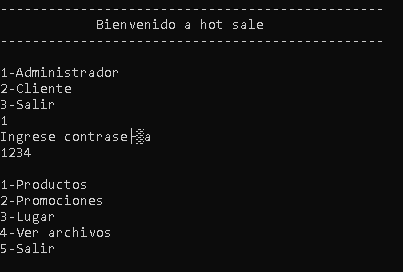 ------------------------------------------------
Bienvenido a hot sale
------------------------------------------------
1-Administrador
2-Cliente
3-Salir
1
Ingrese contrase├▒a
1234
1-Productos
2-Promociones
3-Lugar
4-Ver archivos
5-Salir